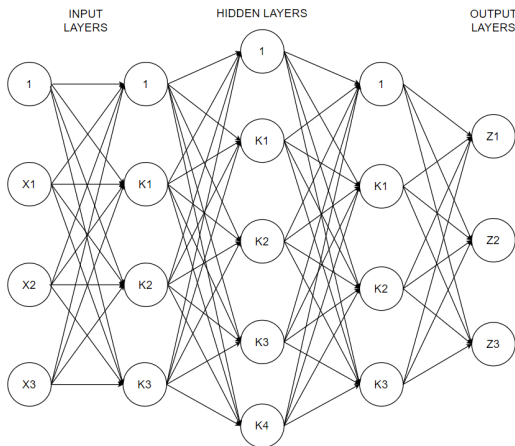 INPUT
LAYERS
HIDDEN LAYERS
OUTPUT
LAYERS
1
X1
X2
X3
1
K1
K2
K3
1
K1
K2
K3
K4
1
K1
K2
K3
Z1
Z2
Z3